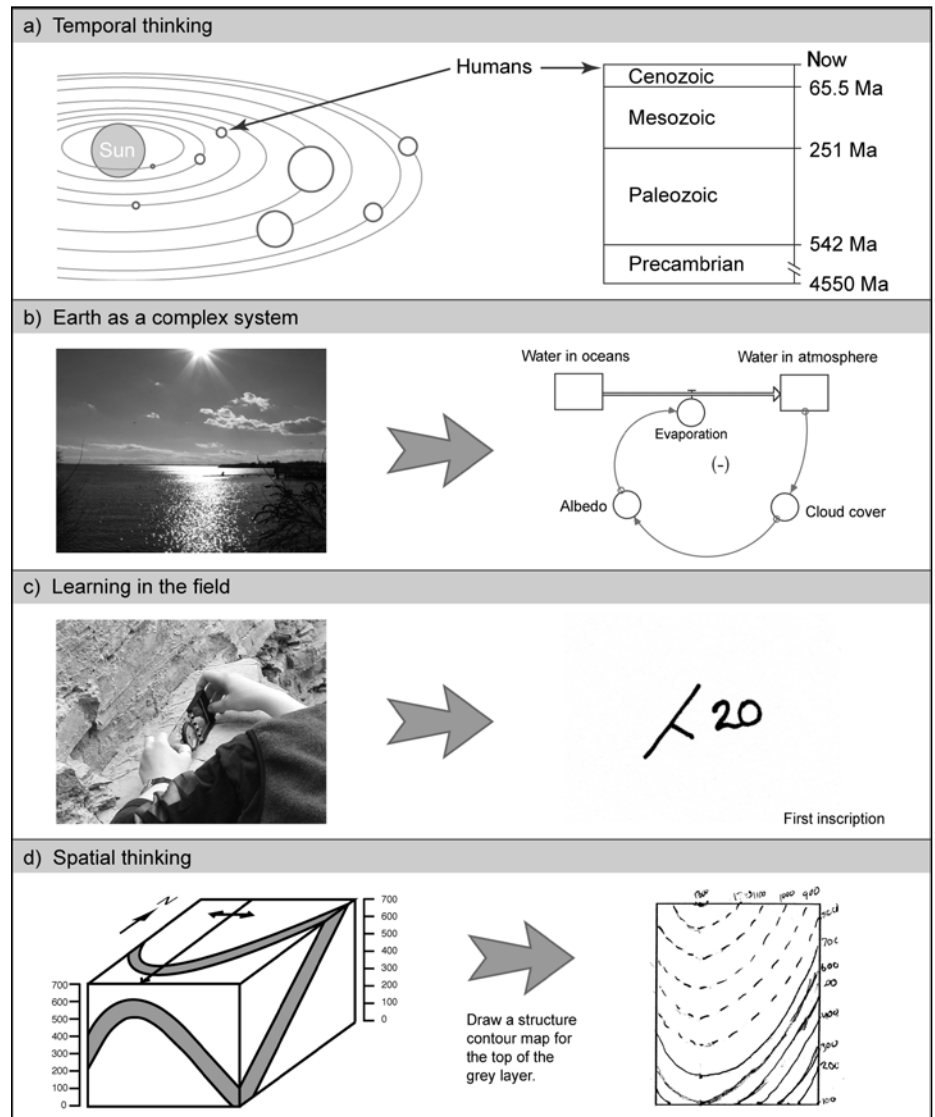 a) Temporal thinking
Humans
Sun
Now
Cenozoic
65.5 Ma
Mesozoic
251 Ma
Paleozoic
542 Ma
Precambrian
4550 Ma
b) Earth as a complex system
Water in oceans
Water in atmosphere
Evaporation
(-)
Albedo
Cloud cover
c) Learning in the field
20
First inscription
d) Spatial thinking
N
700
600
500
400
300
200
100
0
700
600
500
400
300
200
100
0
Draw a structure
contour map for
the top of the
grey layer.
1000
900
700
600
300
200
100